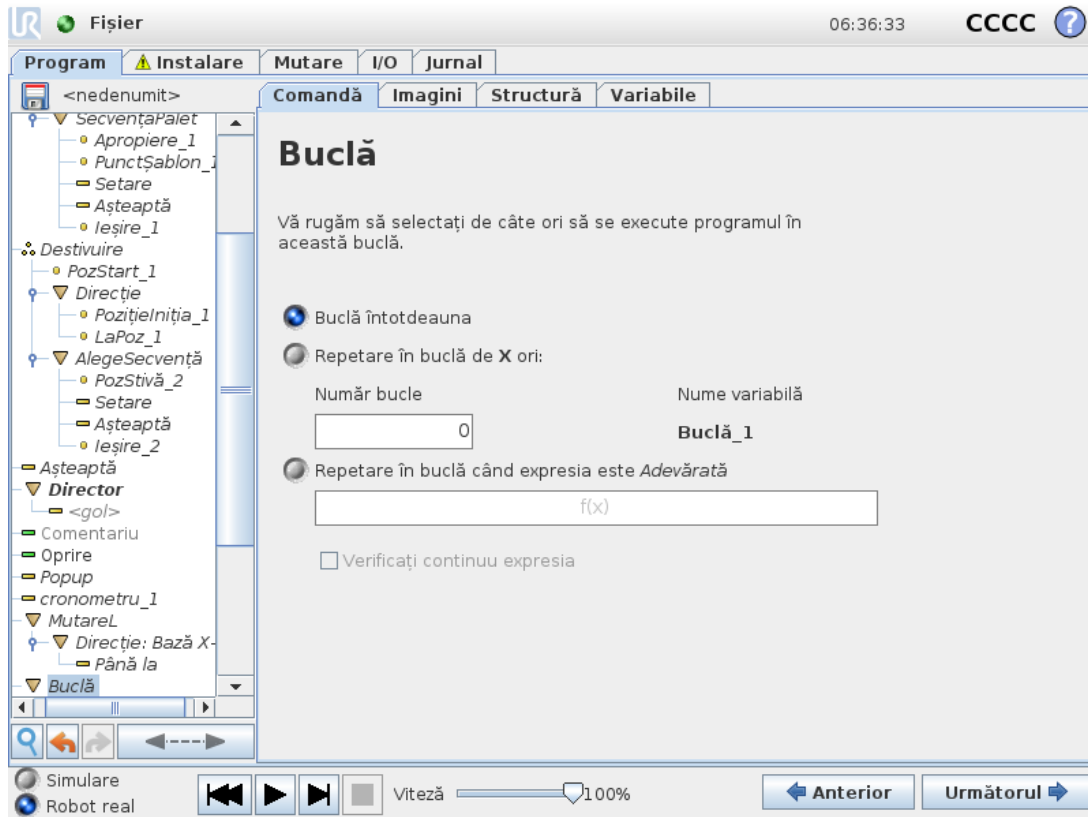 UR Fișier 06:36:33 CCCC ?
Program Instalare Mutare I/O Jurnal
<nedenumit> Comandă Imagini Structură Variabile
SecvențaPalet
Apropiere_1
PunctȘablon_1
Setare
Așteaptă
Ieșire_1
Destivuire
PozStart_1
Direcție
PozițieIniția_1
LaPoz_1
AlegeSecvență
PozStivă_2
Setare
Așteaptă
Ieșire_2
Așteaptă
Director
<gol>
Comentariu
Oprire
Popup
cronometru_1
MutareL
Direcție: Bază X-
Până la
Buclă
Buclă
Vă rugăm să selectați de câte ori să se execute programul în
această buclă.
Buclă întotdeauna
Repetare în buclă de X ori:
Număr bucle Nume variabilă
0 Buclă_1
Repetare în buclă când expresia este Adevărată
f(x)
Verificați continuu expresia
Simulare
Robot real
Viteză 100%
Anterior Următorul